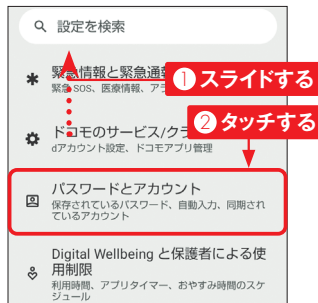 設定を検索
緊急情報と緊急通報
緊急SOS、医療情報、アラ
❶スライドする
ドコモのサービス/クラ
dアカウント設定、ドコモアプリ管理
❷タッチする
パスワードとアカウント
保存されているパスワード、自動入力、同期され
ているアカウント
Digital Wellbeing と保護者による使
用制限
利用時間、アプリタイマー、おやすみ時間のスケ
ジュール